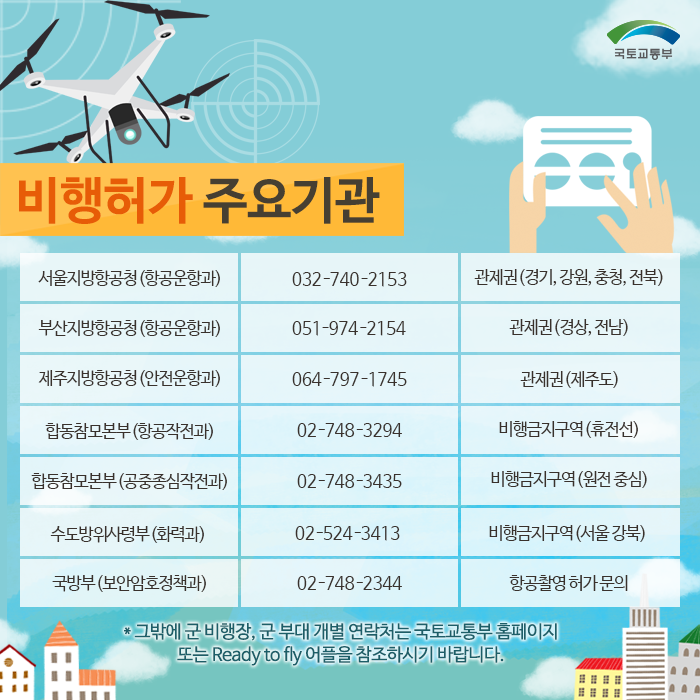 국토교통부
비행허가 주요기관
서울지방항공청 (항공운항과) 032-740-2153 관제권 (경기, 강원, 충청, 전북)
부산지방항공청 (항공운항과) 051-974-2154 관제권 (경상, 전남)
제주지방항공청 (안전운항과) 064-797-1745 관제권 (제주도)
합동참모본부 (항공작전과) 02-748-3294 비행금지구역 (휴전선)
합동참모본부 (공중종심작전과) 02-748-3435 비행금지구역 (원전 중심)
수도방위사령부 (화력과) 02-524-3413 비행금지구역 (서울 강북)
국방부 (보안암호정책과) 02-748-2344 항공촬영 허가 문의
* 그밖에 군 비행장, 군 부대 개별 연락처는 국토교통부 홈페이지
또는 Ready to fly 어플을 참조하시기 바랍니다.